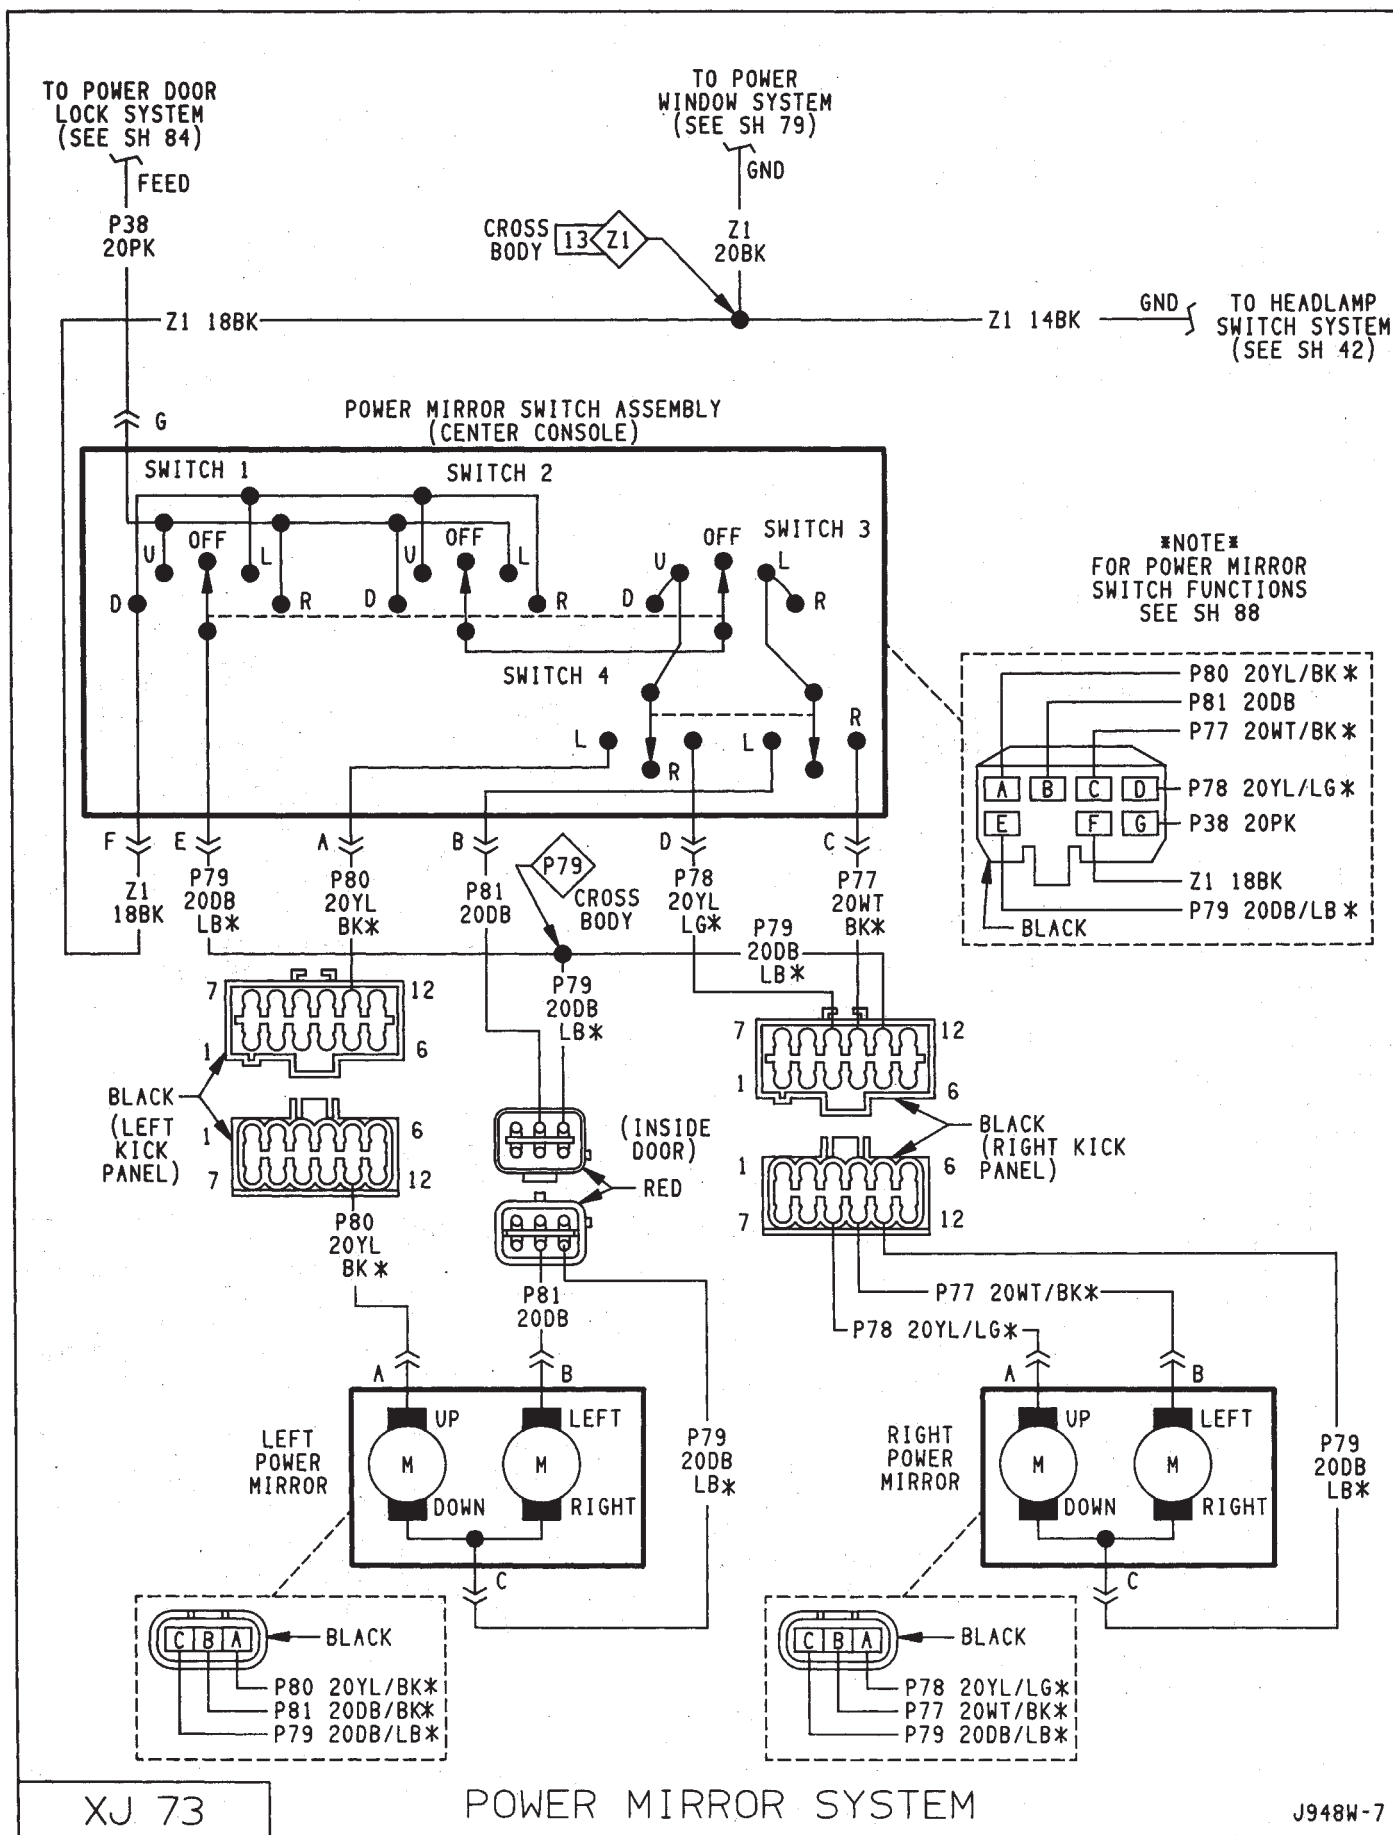 TO POWER DOOR
LOCK SYSTEM
(SEE SH 84)
FEED
P38
20PK
TO POWER
WINDOW SYSTEM
(SEE SH 79)
GND
Z1
20BK
CROSS
BODY
13
Z1
Z1 18BK
Z1 14BK
GND
TO HEADLAMP
SWITCH SYSTEM
(SEE SH 42)
G
POWER MIRROR SWITCH ASSEMBLY
(CENTER CONSOLE)
SWITCH 1
SWITCH 2
SWITCH 3
OFF
OFF
OFF
U
L
U
L
U
L
D
R
D
R
D
R
SWITCH 4
L
R
L
R
*NOTE*
FOR POWER MIRROR
SWITCH FUNCTIONS
SEE SH 88
P80 20YL/BK*
P81 20DB
P77 20WT/BK*
A B C D
P78 20YL/LG*
E F G
P38 20PK
Z1 18BK
P79 20DB/LB*
BLACK
F
E
A
B
D
C
Z1
18BK
P79
20DB
LB*
P80
20YL
BK*
P81
20DB
P79
CROSS
BODY
P78
20YL
LG*
P77
20WT
BK*
P79
20DB
LB*
P79
20DB
LB*
7
12
1
6
BLACK
(LEFT
KICK
PANEL)
1
6
7
12
(INSIDE
DOOR)
RED
7
12
1
6
BLACK
(RIGHT KICK
PANEL)
1
6
7
12
P80
20YL
BK*
P81
20DB
P77 20WT/BK*
P78 20YL/LG*
A
B
A
B
LEFT
POWER
MIRROR
UP
LEFT
M
M
DOWN
RIGHT
C
P79
20DB
LB*
RIGHT
POWER
MIRROR
UP
LEFT
M
M
DOWN
RIGHT
C
P79
20DB
LB*
C B A
BLACK
P80 20YL/BK*
P81 20DB/BK*
P79 20DB/LB*
C B A
BLACK
P78 20YL/LG*
P77 20WT/BK*
P79 20DB/LB*
XJ 73
POWER MIRROR SYSTEM
J948W-7